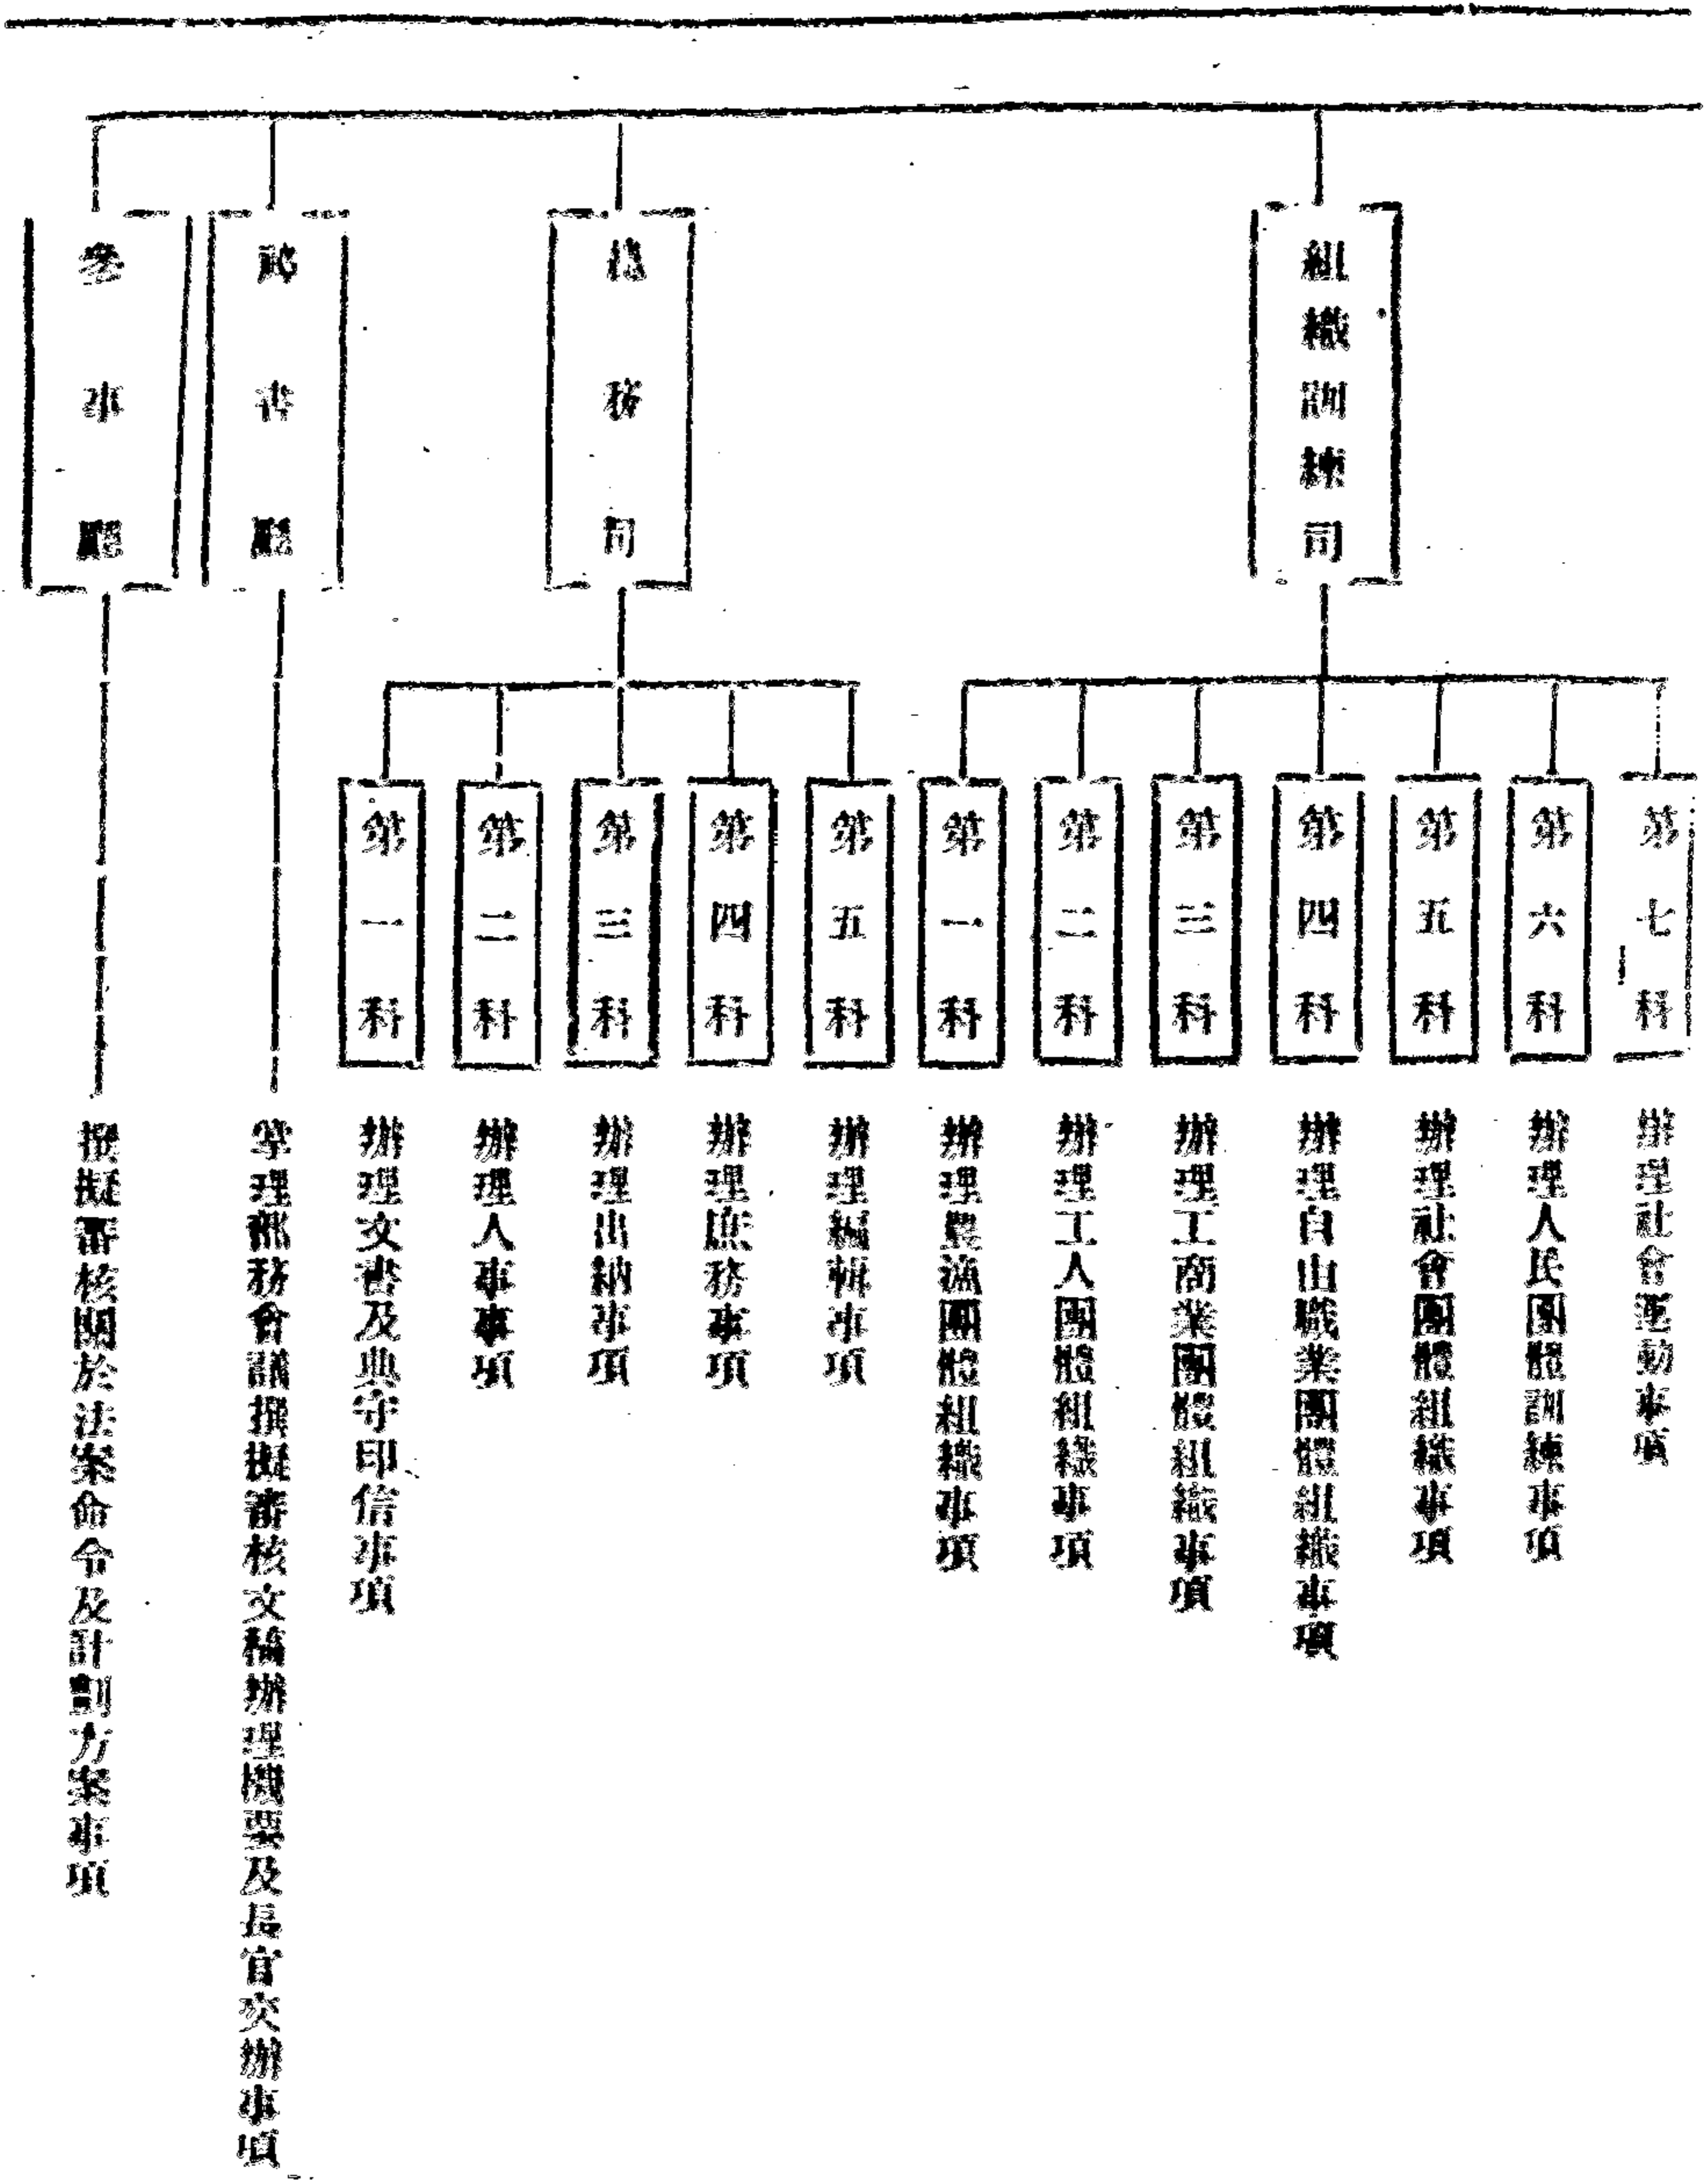 參事廳
撰擬審核關於法案命令及計劃方案事項
祕書廳
掌理部務會議撰擬審核文稿辦理機要及長官交辦事項
總務司
第一科
辦理文書及典守印信事項
第二科
辦理人事事項
第三科
辦理出納事項
第四科
辦理庶務事項
第五科
辦理編輯事項
組織訓練司
第一科
辦理農漁團體組織事項
第二科
辦理工人團體組織事項
第三科
辦理工商業團體組織事項
第四科
辦理自由職業團體組織事項
第五科
辦理社會團體組織事項
第六科
辦理人民團體訓練事項
第七科
辦理社會運動事項